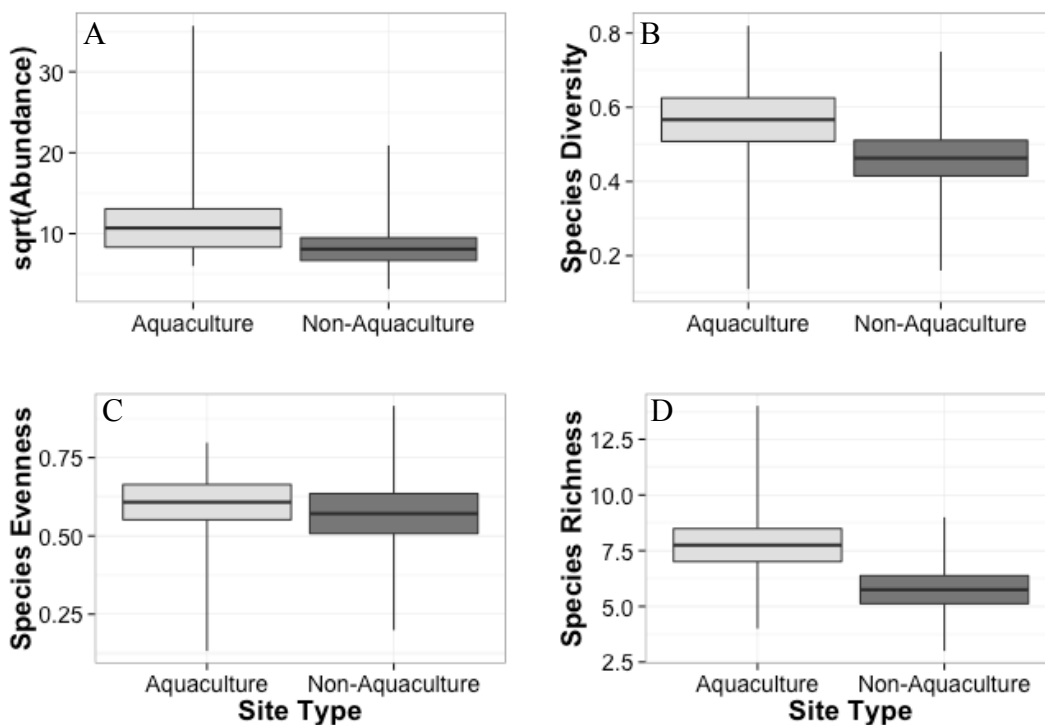 A
sqrt(Abundance)
30
20
10
Aquaculture
Non-Aquaculture
B
Species Diversity
0.8
0.6
0.4
0.2
Aquaculture
Non-Aquaculture
C
Species Evenness
0.75
0.50
0.25
Aquaculture
Non-Aquaculture
Site Type
D
Species Richness
12.5
10.0
7.5
5.0
2.5
Aquaculture
Non-Aquaculture
Site Type